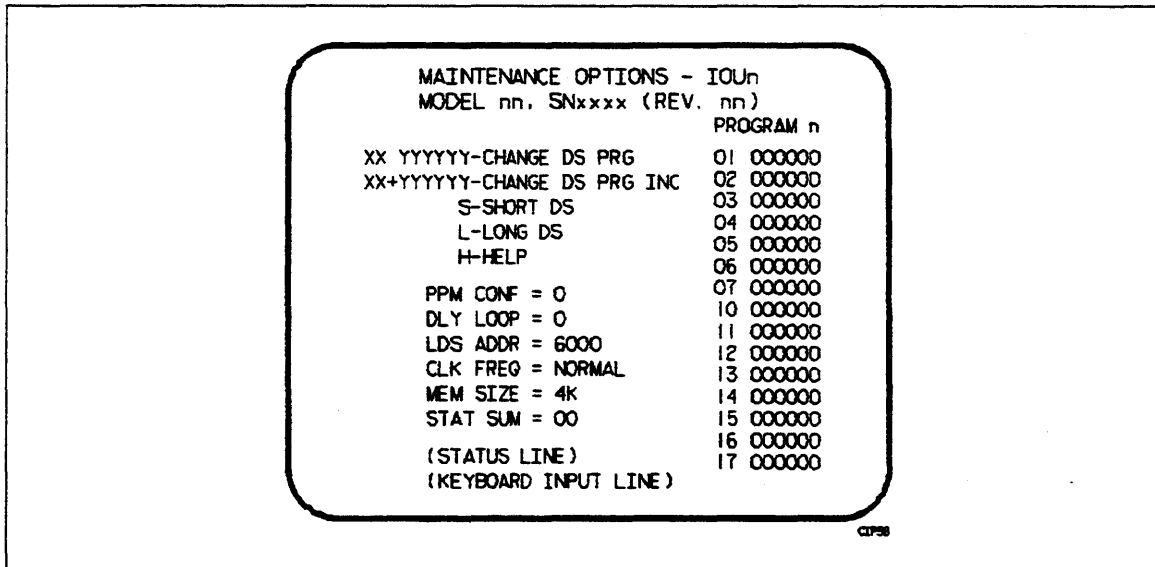 MAINTENANCE OPTIONS - IOUn
MODEL nn, SNxxxx (REV. nn)
PROGRAM n
XX YYYYYY-CHANGE DS PRG
XX+YYYYYY-CHANGE DS PRG INC
S-SHORT DS
L-LONG DS
H-HELP
PPM CONF = 0
DLY LOOP = 0
LDS ADDR = 6000
CLK FREQ = NORMAL
MEM SIZE = 4K
STAT SUM = 00
(STATUS LINE)
(KEYBOARD INPUT LINE)
01 000000
02 000000
03 000000
04 000000
05 000000
06 000000
07 000000
10 000000
11 000000
12 000000
13 000000
14 000000
15 000000
16 000000
17 000000
CIP58